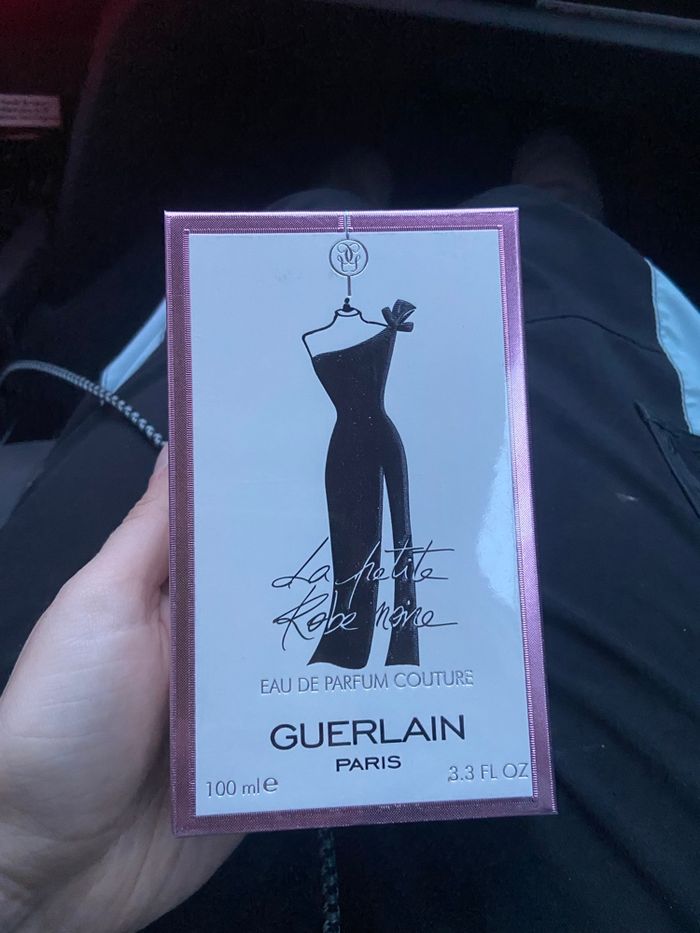 La petite
Robe noire
EAU DE PARFUM COUTURE
GUERLAIN
PARIS
100 ml e 3.3 FL OZ